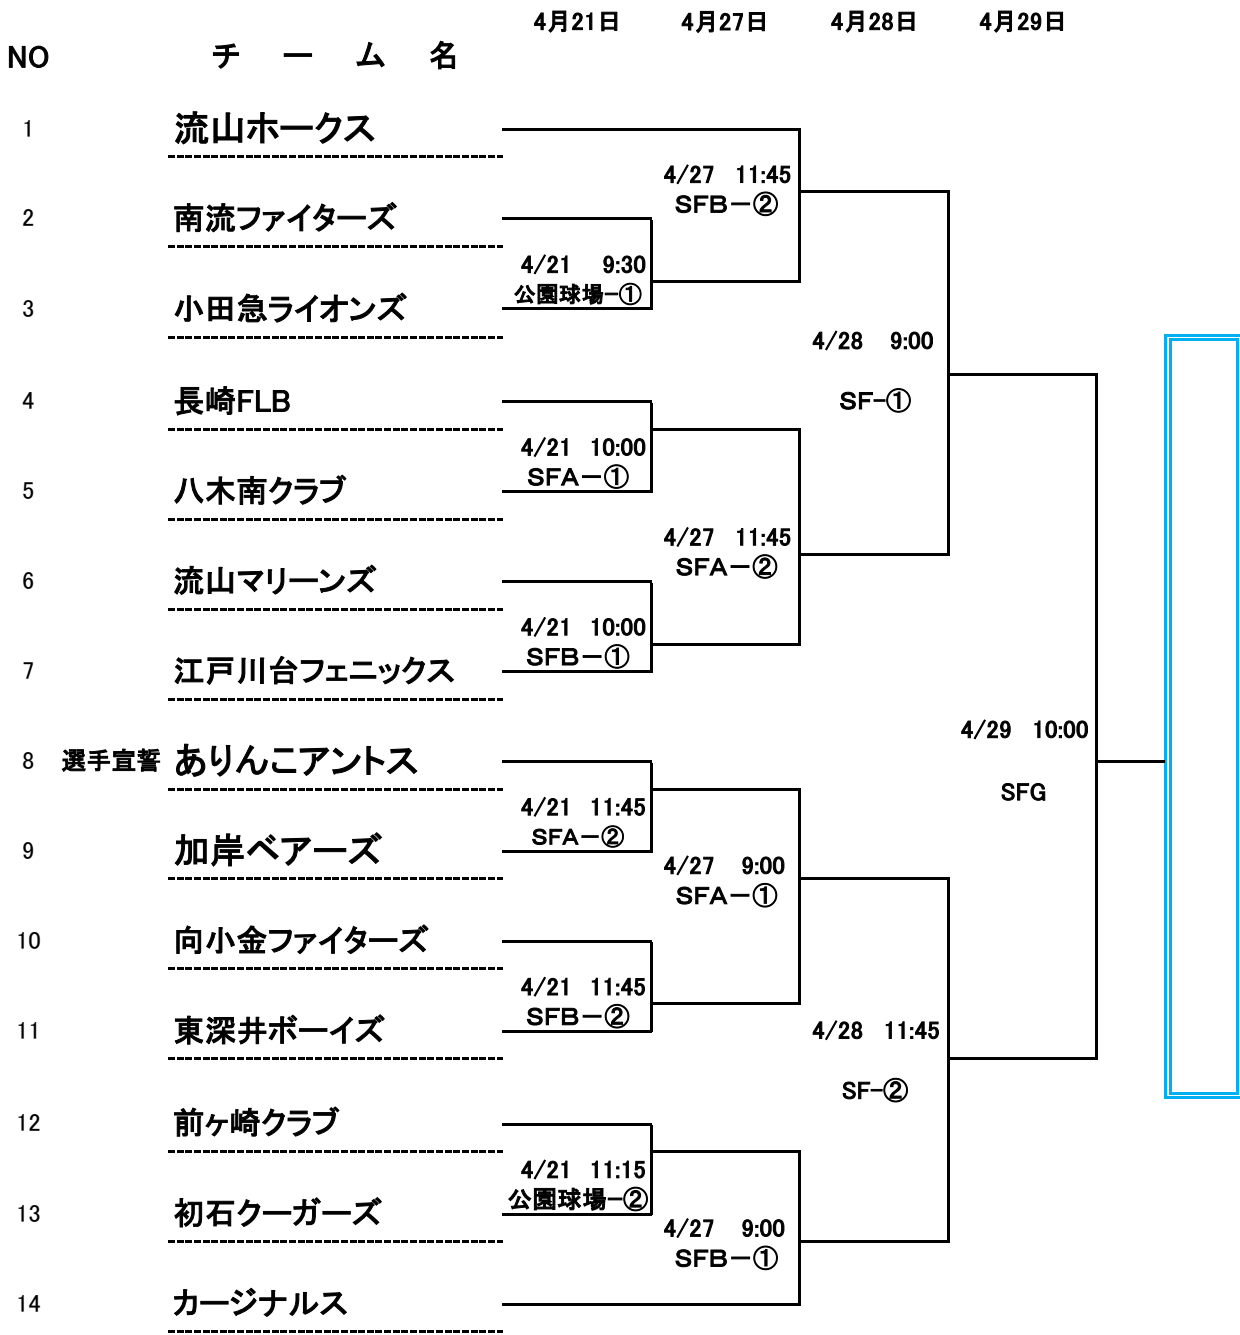 4月21日 4月27日 4月28日 4月29日
NO チーム名
1 流山ホークス
4/27 11:45
SFB－②
2 南流ファイターズ
4/21 9:30
公園球場-①
3 小田急ライオンズ
4/28 9:00
SF-①
4 長崎FLB
4/21 10:00
SFA－①
5 八木南クラブ
4/27 11:45
SFA－②
6 流山マリーンズ
4/21 10:00
SFB－①
7 江戸川台フェニックス
4/29 10:00
SFG
8 選手宣誓 ありんこアントス
4/21 11:45
SFA－②
9 加岸ベアーズ
4/27 9:00
SFA－①
10 向小金ファイターズ
4/21 11:45
SFB－②
11 東深井ボーイズ
4/28 11:45
SF-②
12 前ヶ崎クラブ
4/21 11:15
公園球場-②
13 初石クーガーズ
4/27 9:00
SFB－①
14 カージナルス